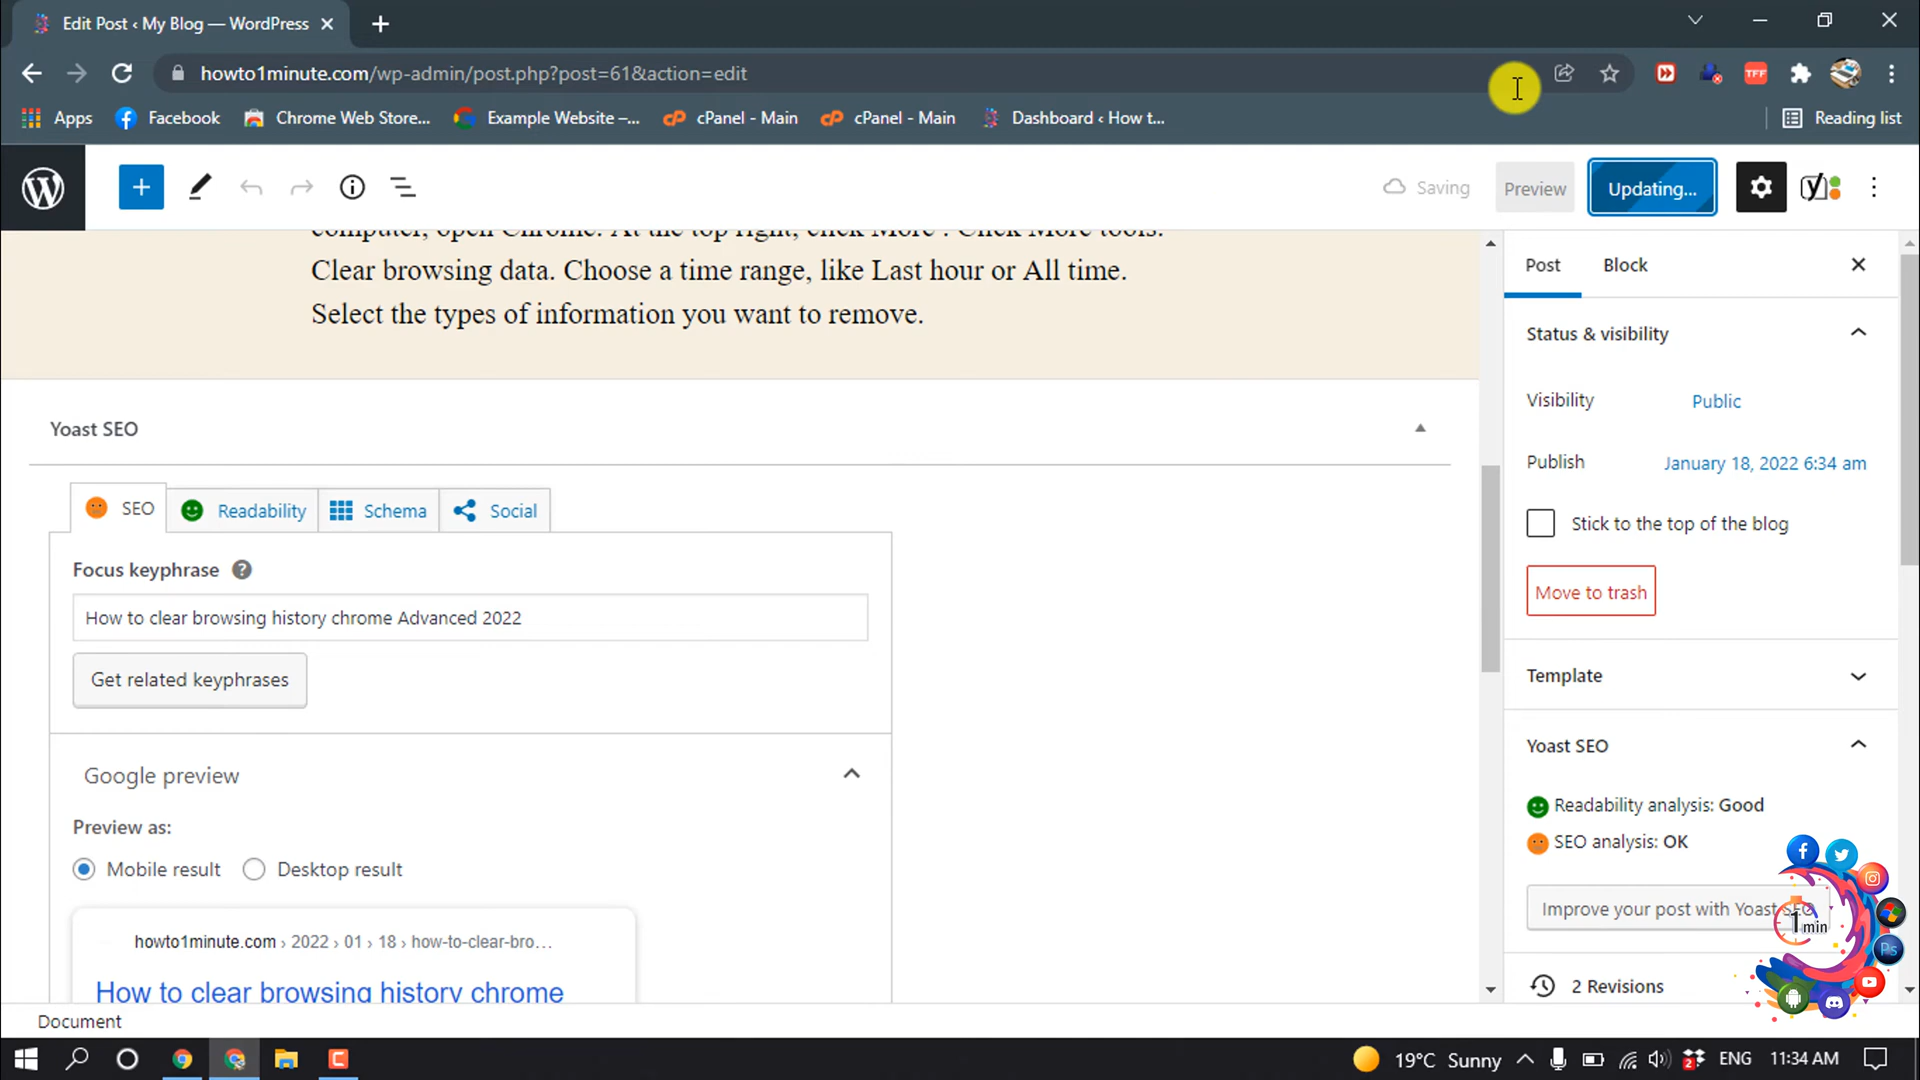 Edit Post ‹ My Blog — WordPress
howto1minute.com/wp-admin/post.php?post=61&action=edit
Apps
Facebook
Chrome Web Store...
Example Website –...
cPanel - Main
cPanel - Main
Dashboard ‹ How t...
Reading list
Saving
Preview
Updating...
computer, open Chrome. At the top right, click More . Click More tools.
Clear browsing data. Choose a time range, like Last hour or All time.
Select the types of information you want to remove.
Yoast SEO
SEO
Readability
Schema
Social
Focus keyphrase
How to clear browsing history chrome Advanced 2022
Get related keyphrases
Google preview
Preview as:
Mobile result
Desktop result
howto1minute.com › 2022 › 01 › 18 › how-to-clear-bro...
How to clear browsing history chrome
Post
Block
Status & visibility
Visibility
Public
Publish
January 18, 2022 6:34 am
Stick to the top of the blog
Move to trash
Template
Yoast SEO
Readability analysis: Good
SEO analysis: OK
Improve your post with Yoast SEO
1min
Ps
2 Revisions
Document
19°C Sunny
ENG
11:34 AM